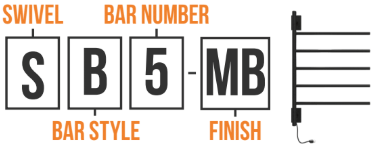 SWIVEL BAR NUMBER
S B 5 - MB
BAR STYLE FINISH